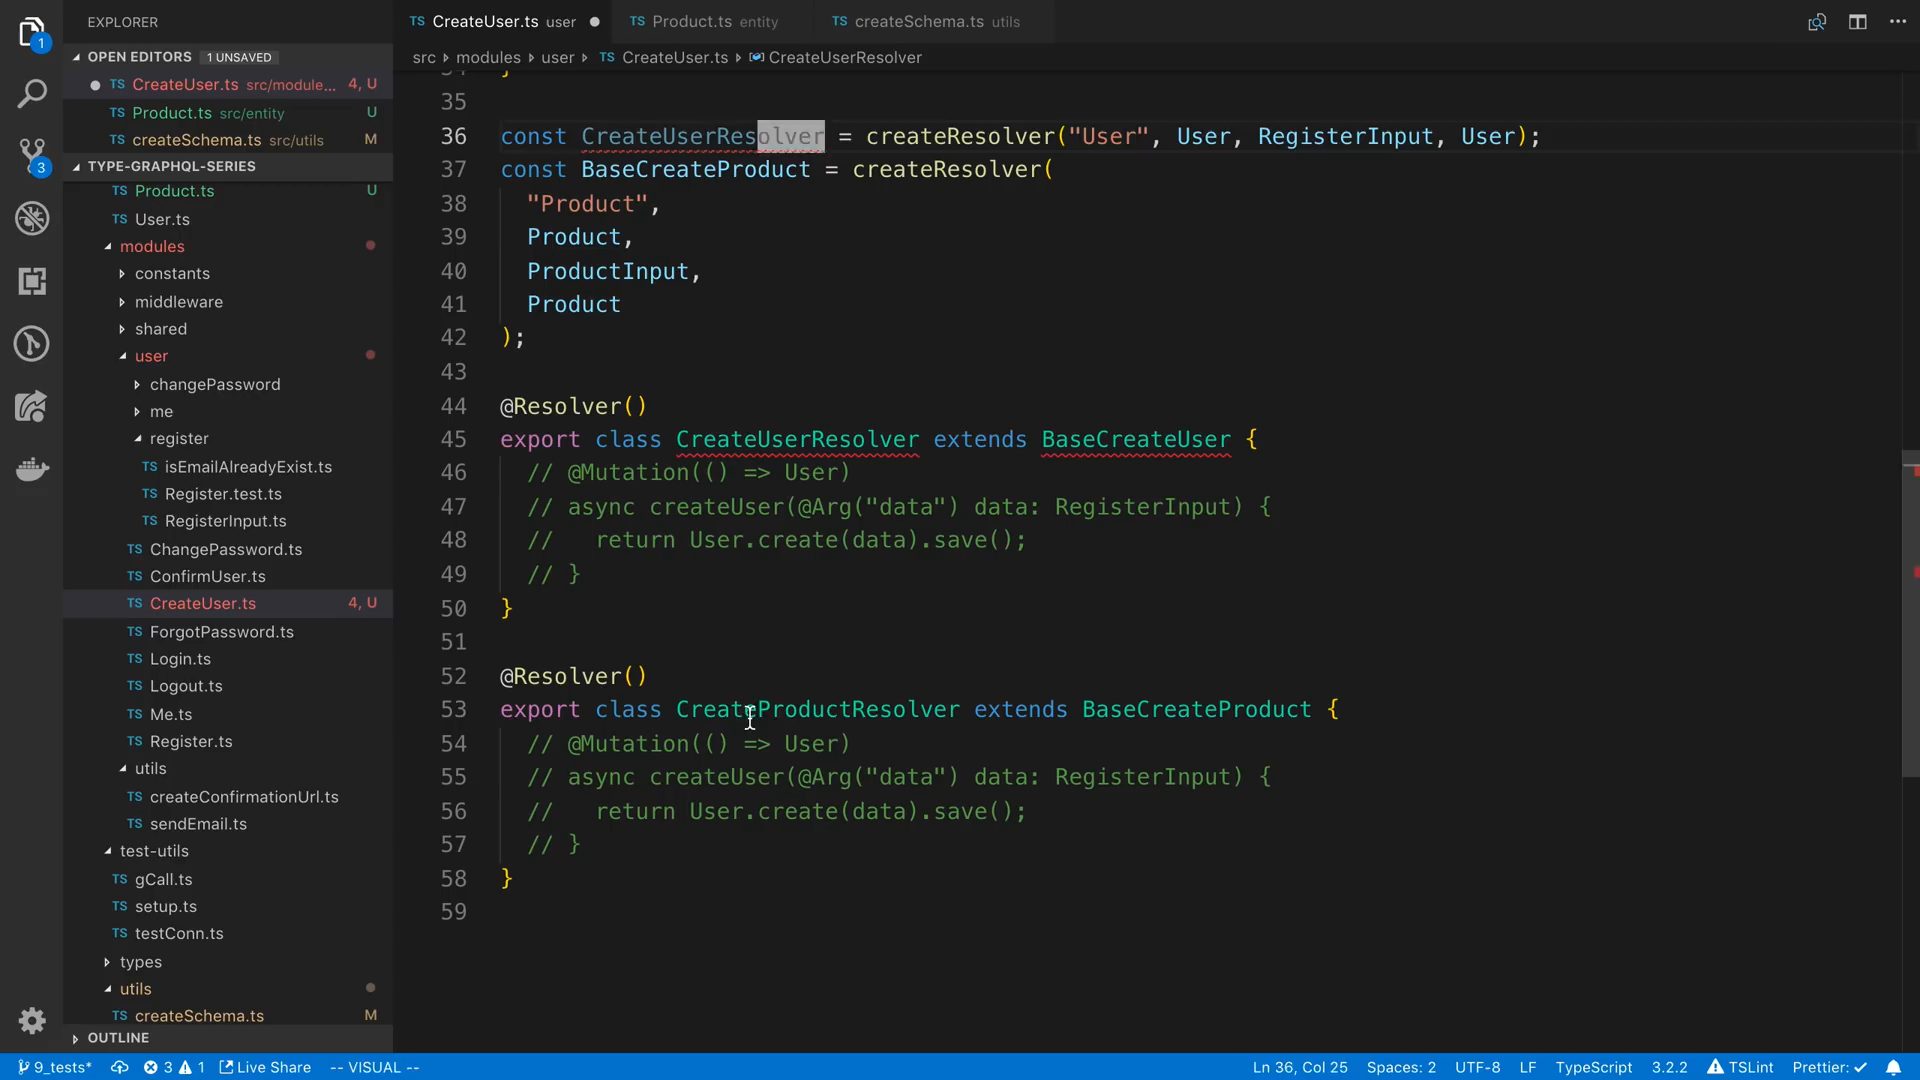 EXPLORER
OPEN EDITORS 1 UNSAVED
TS CreateUser.ts src/module... 4, U
TS Product.ts src/entity U
TS createSchema.ts src/utils M
TYPE-GRAPHQL-SERIES
TS Product.ts U
TS User.ts
modules
constants
middleware
shared
user
changePassword
me
register
TS isEmailAlreadyExist.ts
TS Register.test.ts
TS RegisterInput.ts
TS ChangePassword.ts
TS ConfirmUser.ts
TS CreateUser.ts 4, U
TS ForgotPassword.ts
TS Login.ts
TS Logout.ts
TS Me.ts
TS Register.ts
utils
TS createConfirmationUrl.ts
TS sendEmail.ts
test-utils
TS gCall.ts
TS setup.ts
TS testConn.ts
types
utils
TS createSchema.ts M
OUTLINE
1
3
TS CreateUser.ts user
TS Product.ts entity
TS createSchema.ts utils
src modules user TS CreateUser.ts CreateUserResolver
34 }
35
36 const CreateUserResolver = createResolver("User", User, RegisterInput, User);
37 const BaseCreateProduct = createResolver(
38 "Product",
39 Product,
40 ProductInput,
41 Product
42 );
43
44 @Resolver()
45 export class CreateUserResolver extends BaseCreateUser {
46 // @Mutation(() => User)
47 // async createUser(@Arg("data") data: RegisterInput) {
48 // return User.create(data).save();
49 // }
50 }
51
52 @Resolver()
53 export class CreateProductResolver extends BaseCreateProduct {
54 // @Mutation(() => User)
55 // async createUser(@Arg("data") data: RegisterInput) {
56 // return User.create(data).save();
57 // }
58 }
59
9_tests* 3 1 Live Share -- VISUAL -- Ln 36, Col 25 Spaces: 2 UTF-8 LF TypeScript 3.2.2 TSLint Prettier: ✓